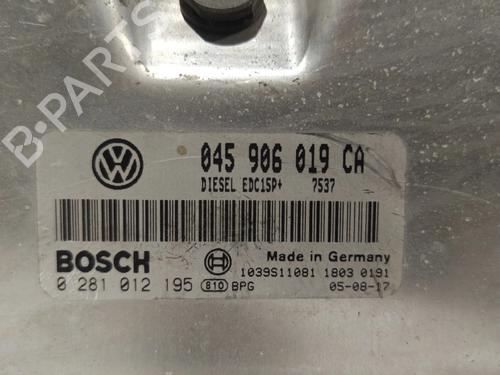 B-PARTS
VW
045 906 019 CA
DIESEL EDC15P+ 7537
BOSCH
Made in Germany
1039S11081 1803 0191
0 281 012 195 810 BPG 05-08-17